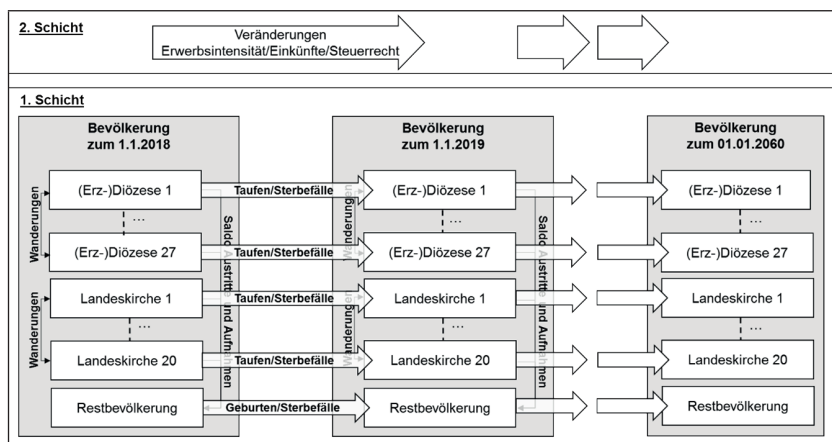 2. Schicht
Veränderungen
Erwerbsintensität/Einkünfte/Steuerrecht
1. Schicht
Bevölkerung
zum 1.1.2018
Bevölkerung
zum 1.1.2019
Bevölkerung
zum 01.01.2060
Wanderungen
(Erz-)Diözese 1
Taufen/Sterbefälle
(Erz-)Diözese 1
(Erz-)Diözese 1
...
...
...
(Erz-)Diözese 27
Taufen/Sterbefälle
Wanderungen
(Erz-)Diözese 27
(Erz-)Diözese 27
Saldo Austritte und Aufnahmen
Saldo Austritte und Aufnahmen
Wanderungen
Landeskirche 1
Taufen/Sterbefälle
Wanderungen
Landeskirche 1
Landeskirche 1
...
...
...
Landeskirche 20
Taufen/Sterbefälle
Landeskirche 20
Landeskirche 20
Restbevölkerung
Geburten/Sterbefälle
Restbevölkerung
Restbevölkerung